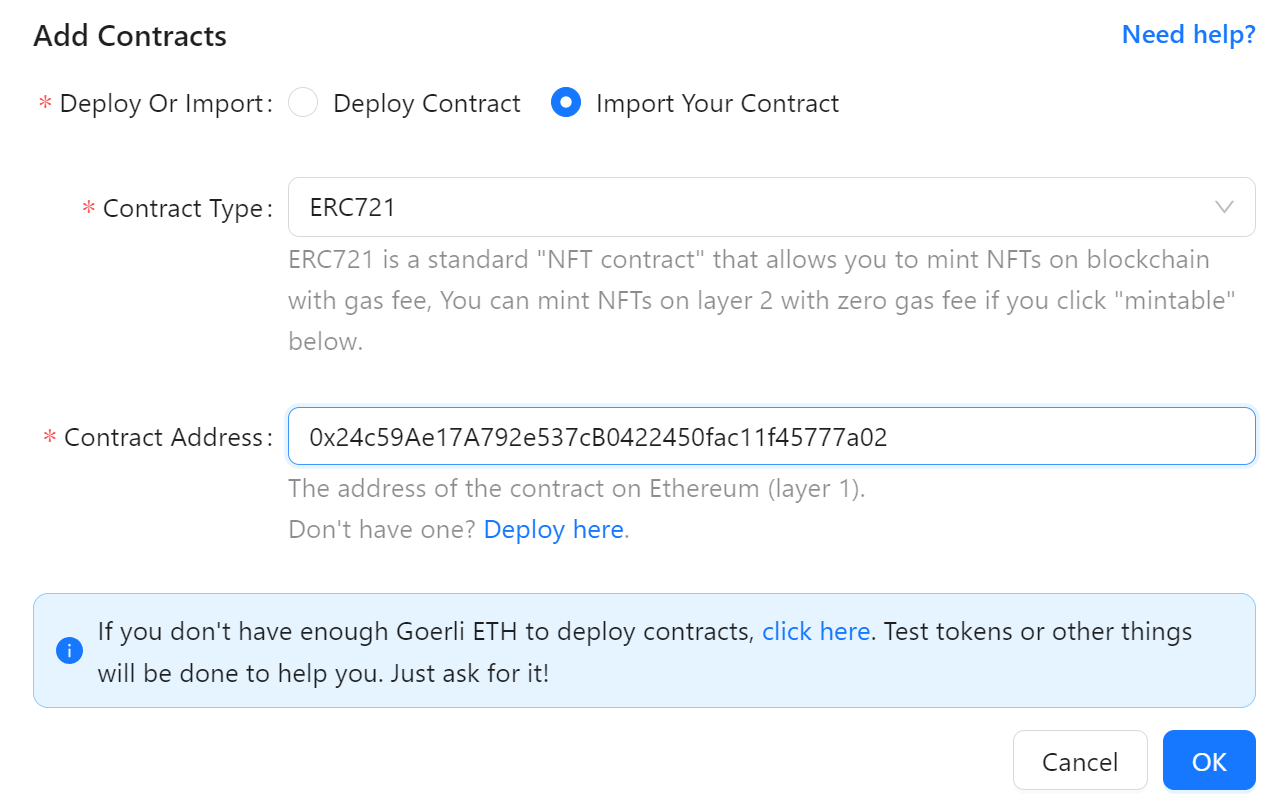 Add Contracts
Need help?
* Deploy Or Import: Deploy Contract Import Your Contract
* Contract Type: ERC721
ERC721 is a standard "NFT contract" that allows you to mint NFTs on blockchain
with gas fee, You can mint NFTs on layer 2 with zero gas fee if you click "mintable"
below.
* Contract Address: 0x24c59Ae17A792e537cB0422450fac11f45777a02
The address of the contract on Ethereum (layer 1).
Don't have one? Deploy here.
If you don't have enough Goerli ETH to deploy contracts, click here. Test tokens or other things
will be done to help you. Just ask for it!
Cancel OK